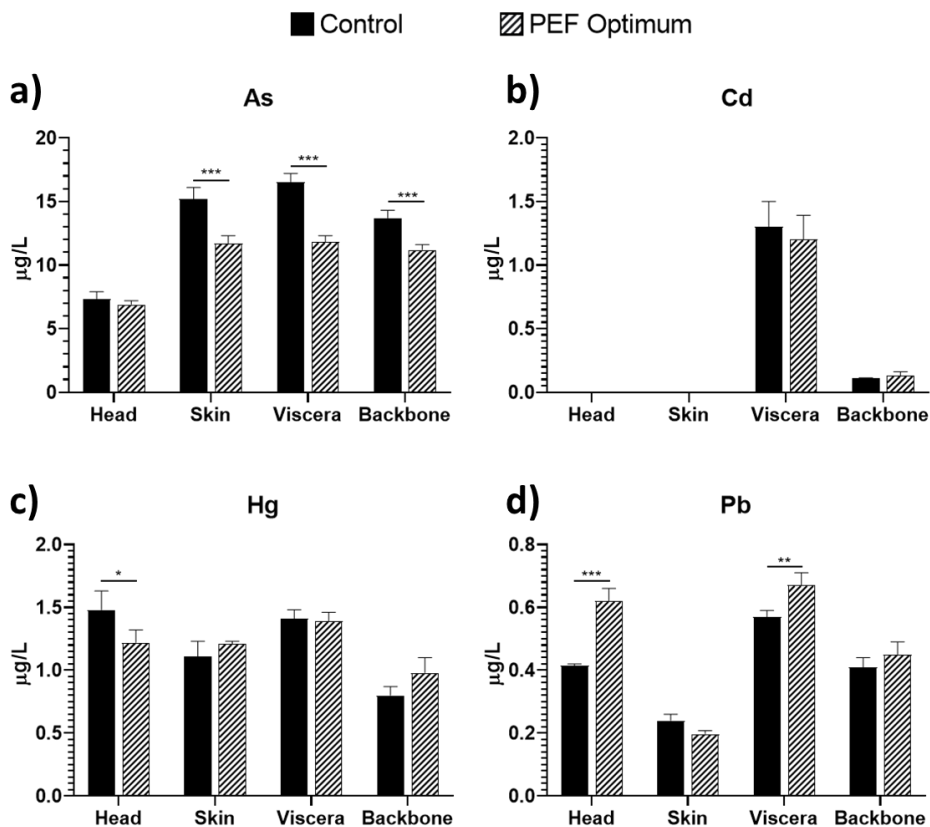 Control PEF Optimum
a) As
b) Cd
μg/L
20
15
10
5
0
***
***
***
Head Skin Viscera Backbone
μg/L
2.0
1.5
1.0
0.5
0.0
Head Skin Viscera Backbone
c) Hg
d) Pb
μg/L
2.0
1.5
1.0
0.5
0.0
*
Head Skin Viscera Backbone
μg/L
0.8
0.6
0.4
0.2
0.0
***
**
Head Skin Viscera Backbone